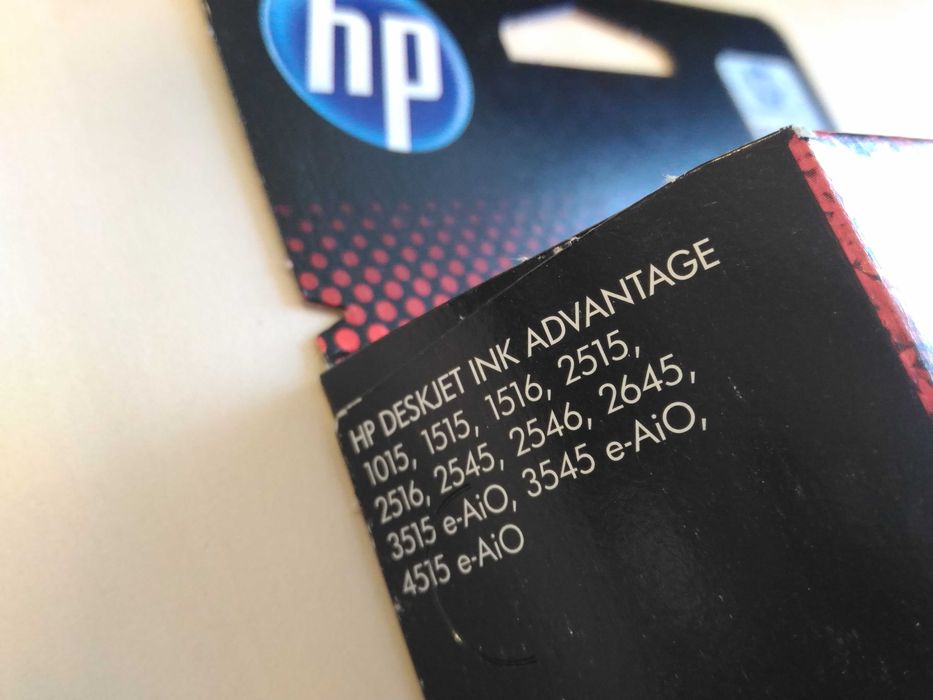 hp
HP DESKJET INK ADVANTAGE
1015, 1515, 1516, 2515,
2516, 2545, 2546, 2645,
3515 e-AiO, 3545 e-AiO,
4515 e-AiO